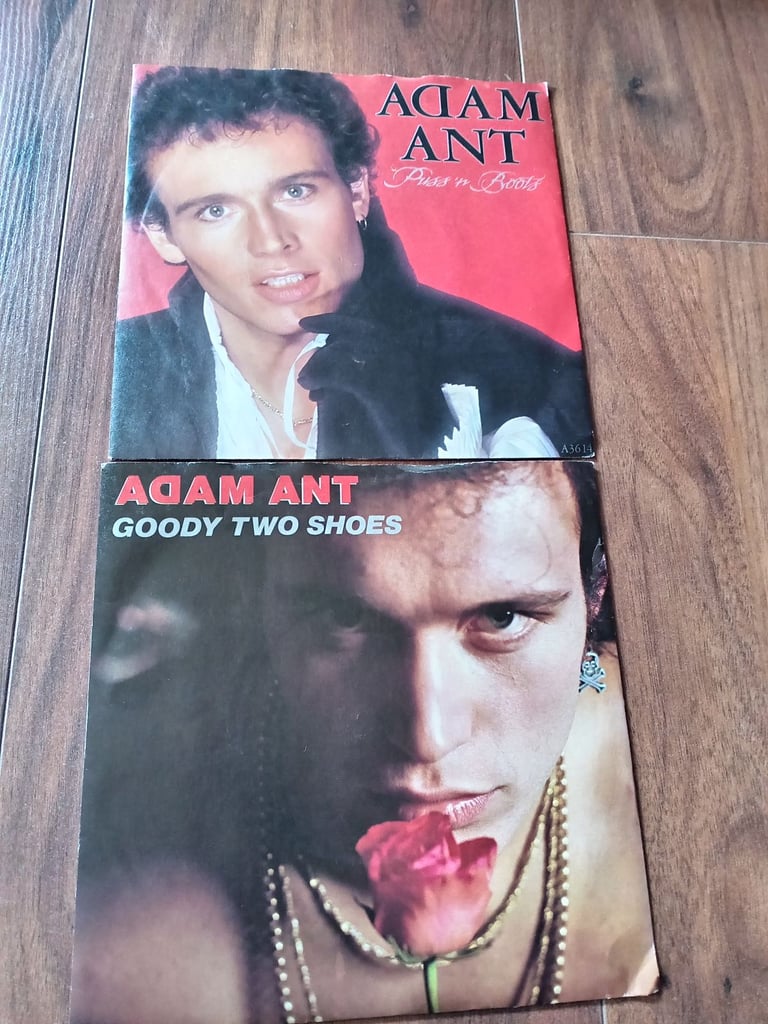 ADAM
ANT
Puss 'n Boots
A3614
ADAM ANT
GOODY TWO SHOES